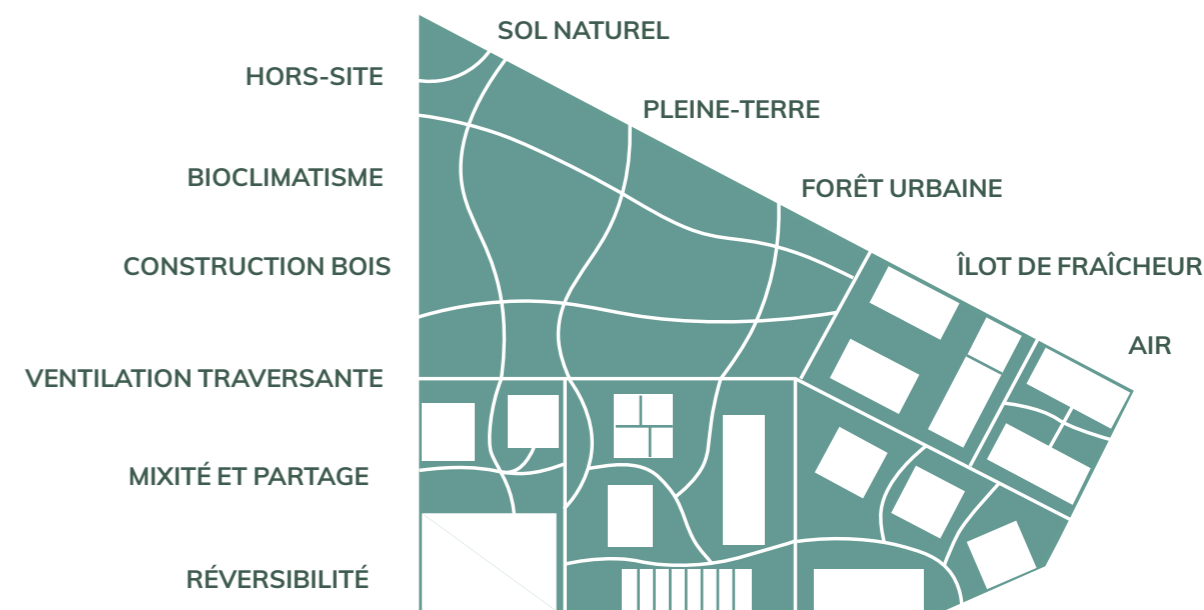 SOL NATUREL
HORS-SITE
PLEINE-TERRE
BIOCLIMATISME
FORÊT URBAINE
CONSTRUCTION BOIS
ÎLOT DE FRAÎCHEUR
AIR
VENTILATION TRAVERSANTE
MIXITÉ ET PARTAGE
RÉVERSIBILITÉ